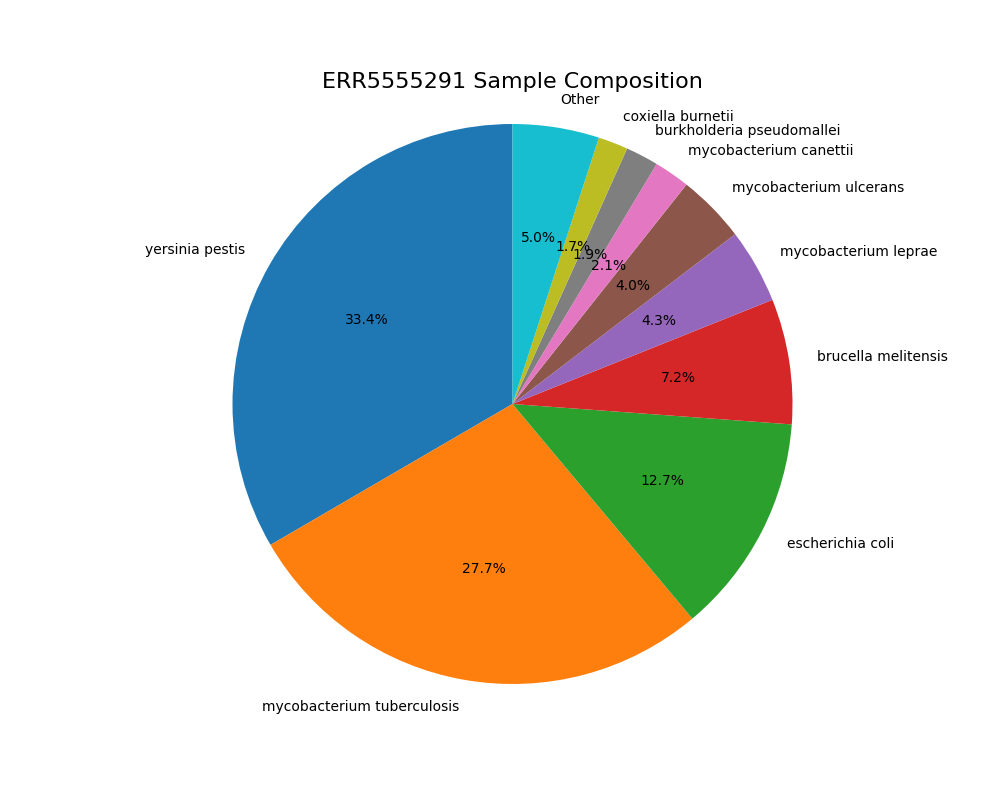 ERR5555291 Sample Composition
Other
coxiella burnetii
burkholderia pseudomallei
mycobacterium canettii
mycobacterium ulcerans
mycobacterium leprae
brucella melitensis
escherichia coli
mycobacterium tuberculosis
yersinia pestis
5.0%
1.7%
1.9%
2.1%
4.0%
4.3%
7.2%
12.7%
27.7%
33.4%